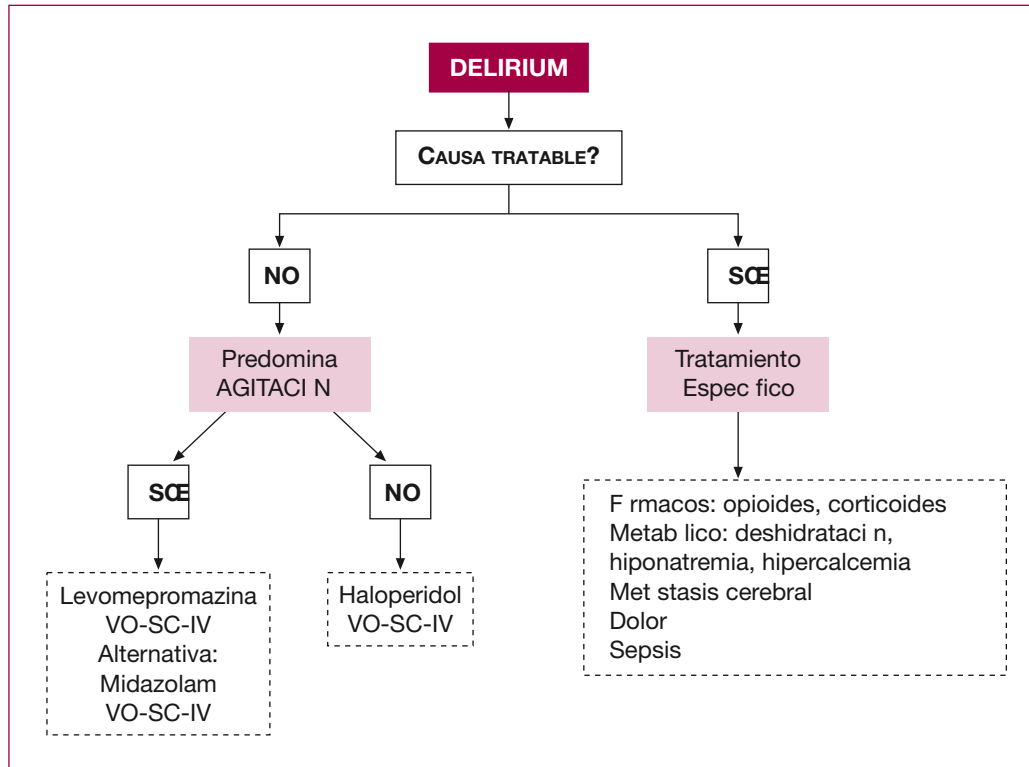 DELIRIUM
CAUSA TRATABLE?
NO
SŒ
Predomina
AGITACI N
SŒ
NO
Levomepromazina
VO-SC-IV
Alternativa:
Midazolam
VO-SC-IV
Haloperidol
VO-SC-IV
SŒ
Tratamiento
Espec fico
F rmacos: opioides, corticoides
Metab lico: deshidrataci n,
hiponatremia, hipercalcemia
Met stasis cerebral
Dolor
Sepsis